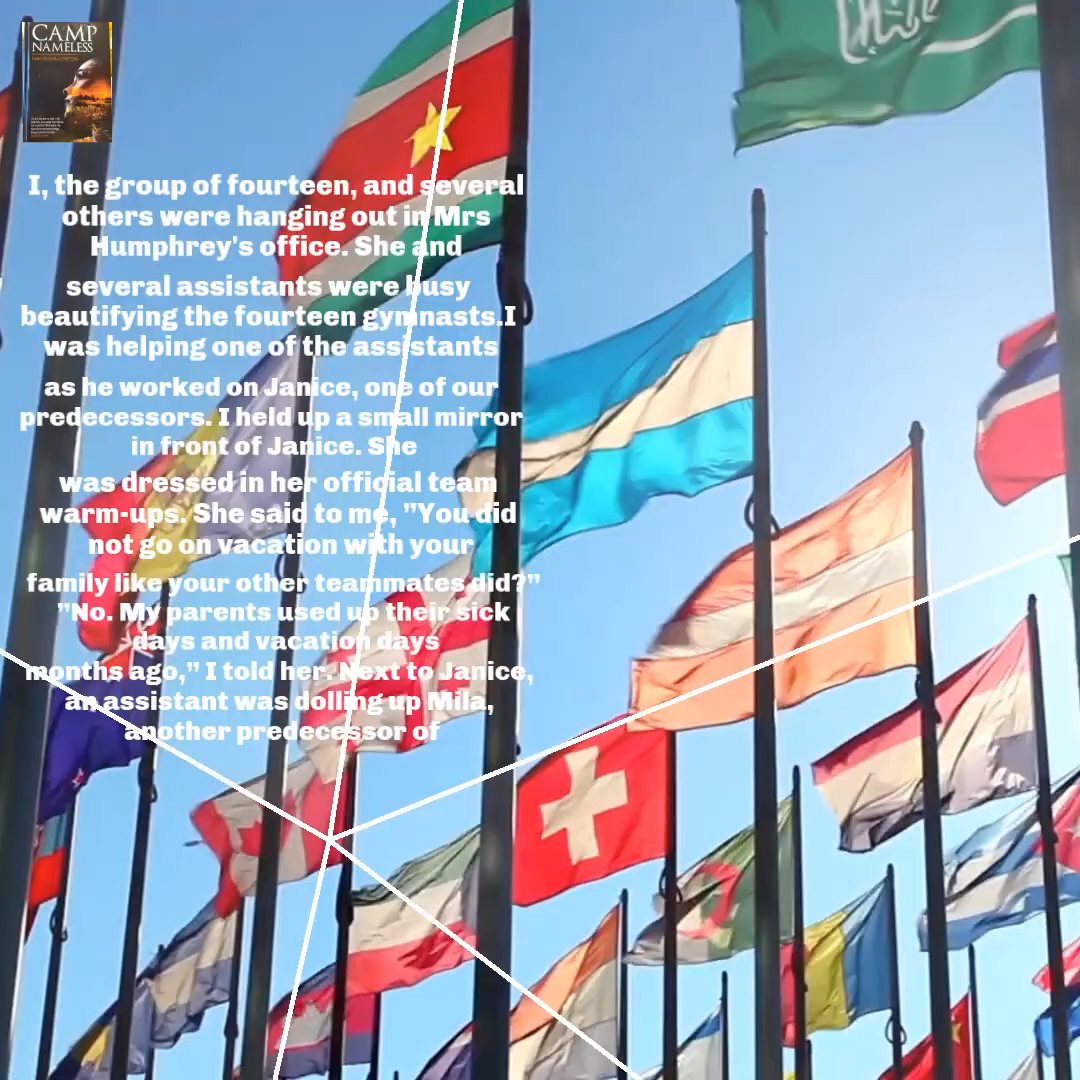 CAMP
NAMELESS
I, the group of fourteen, and several
others were hanging out in Mrs
Humphrey's office. She and
several assistants were busy
beautifying the fourteen gymnasts.I
was helping one of the assistants
as he worked on Janice, one of our
predecessors. I held up a small mirror
in front of Janice. She
was dressed in her official team
warm-ups. She said to me, ”You did
not go on vacation with your
family like your other teammates did?”
”No. My parents used up their sick
days and vacation days
months ago,” I told her. Next to Janice,
an assistant was dolling up Mila,
another predecessor of